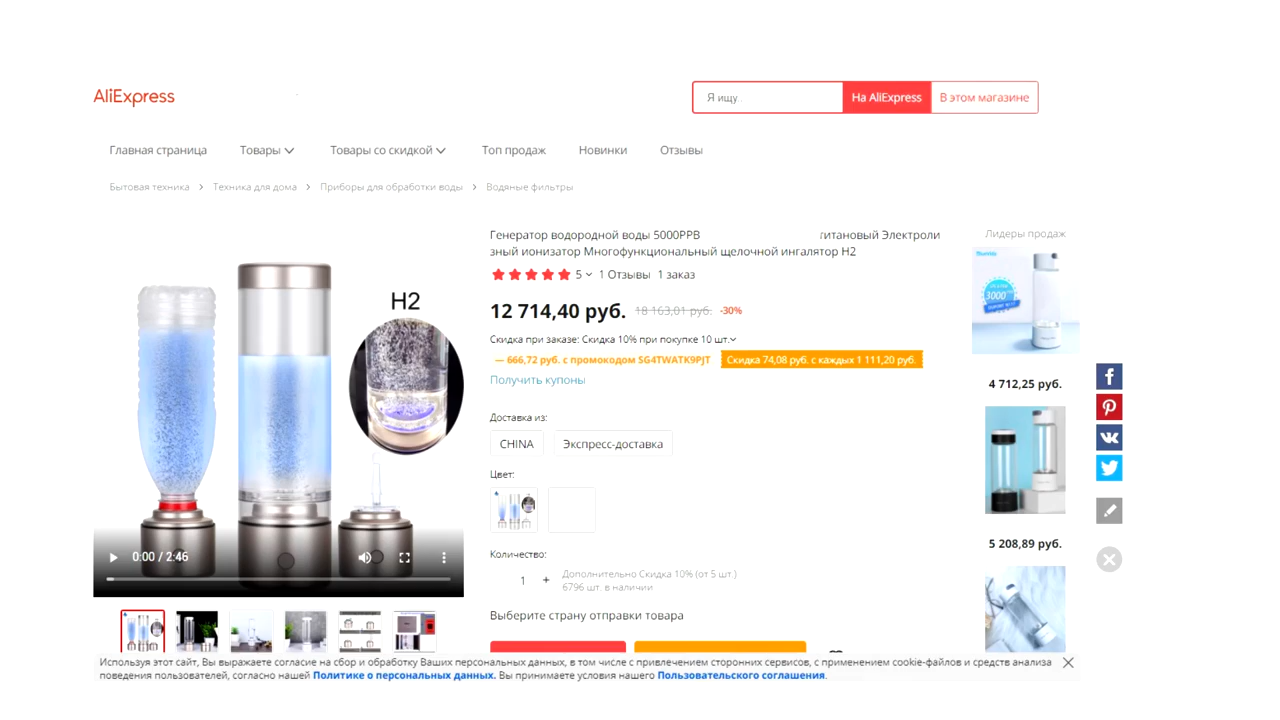 AliExpress
Я ищу..
На AliExpress
В этом магазине
Главная страница
Товары
Товары со скидкой
Топ продаж
Новинки
Отзывы
Бытовая техника > Техника для дома > Приборы для обработки воды > Водяные фильтры
Генератор водородной воды 5000PPB
итановый Электроли
зный ионизатор Многофункциональный щелочной ингалятор H2
5 1 Отзывы 1 заказ
12 714,40 руб. 18 163,01 руб. -30%
Скидка при заказе: Скидка 10% при покупке 10 шт.
— 666,72 руб. с промокодом SG4TWATK9PJT
Скидка 74,08 руб. с каждых 1 111,20 руб.
Получить купоны
Доставка из:
CHINA
Экспресс-доставка
Цвет:
Количество:
1 +
Дополнительно Скидка 10% (от 5 шт.)
6796 шт. в наличии
Выберите страну отправки товара
H2
0:00 / 2:46
Лидеры продаж
3000
4 712,25 руб.
5 208,89 руб.
Используя этот сайт, Вы выражаете согласие на сбор и обработку Ваших персональных данных, в том числе с привлечением сторонних сервисов, с применением cookie-файлов и средств анализа
поведения пользователей, согласно нашей Политике о персональных данных. Вы принимаете условия нашего Пользовательского соглашения.